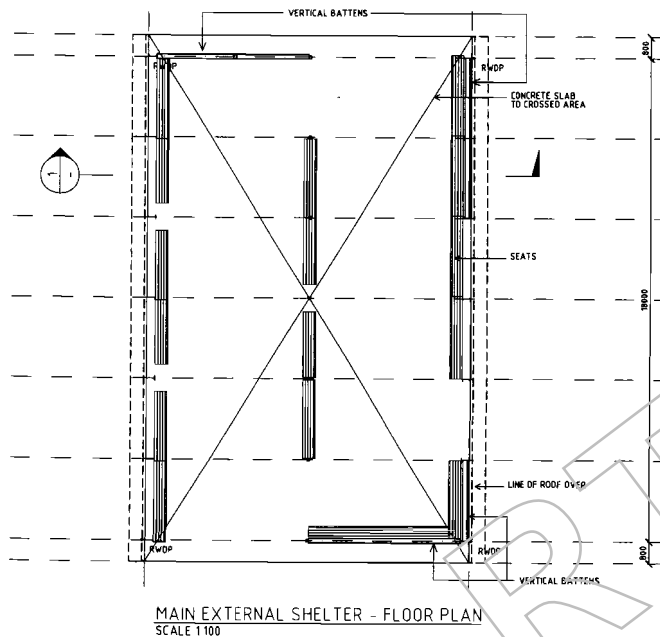 VERTICAL BATTENS
800
RWDP
RWDP
CONCRETE SLAB
TO CROSSED AREA
1
SEATS
18000
LINE OF ROOF OVER
RWDP
RWDP
800
VERTICAL BATTENS
MAIN EXTERNAL SHELTER - FLOOR PLAN
SCALE 1:100
RT